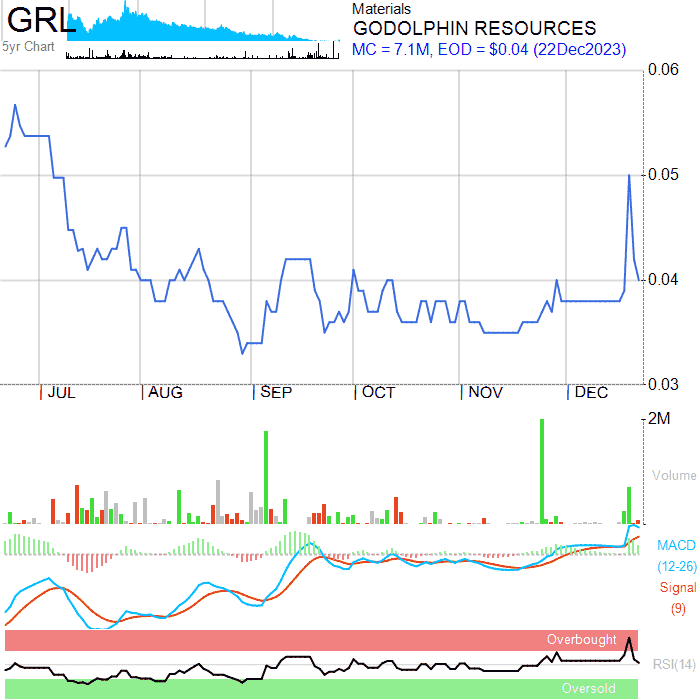 GRL
5yr Chart
Materials
GODOLPHIN RESOURCES
MC = 7.1M, EOD = $0.04 (22Dec2023)
0.06
0.05
0.04
0.03
JUL
AUG
SEP
OCT
NOV
DEC
2M
Volume
MACD
(12-26)
Signal
(9)
Overbought
RSI(14)
Oversold